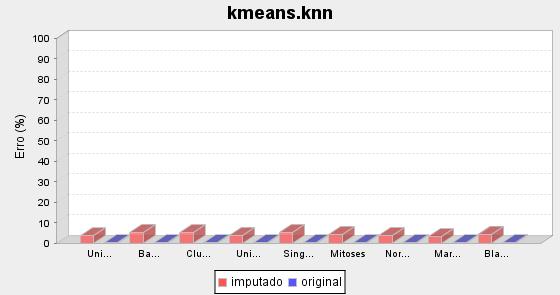 kmeans.knn
Erro (%)
100
90
80
70
60
50
40
30
20
10
0
Uni... Ba... Clu... Uni... Sing... Mitoses Nor... Mar... Bla...
imputado original